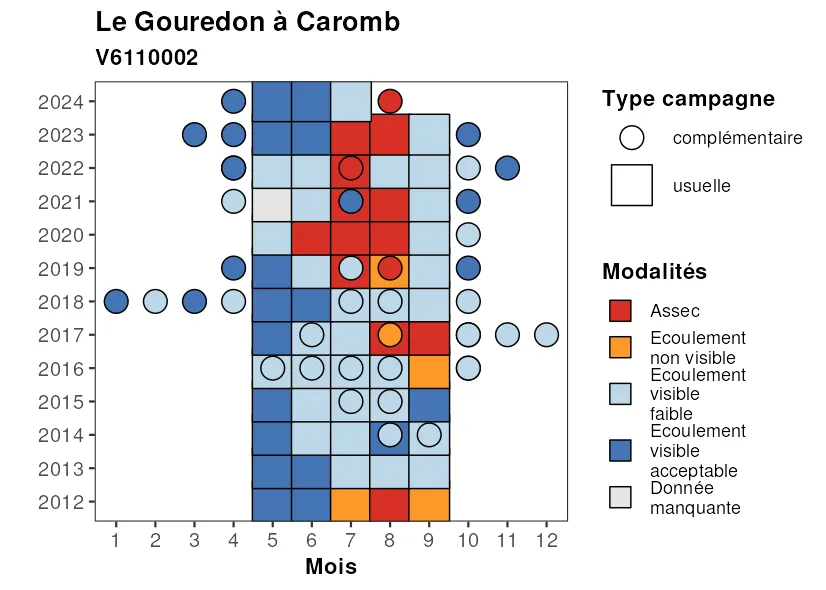 Le Gouredon à Caromb
V6110002
2024
2023
2022
2021
2020
2019
2018
2017
2016
2015
2014
2013
2012
1 2 3 4 5 6 7 8 9 10 11 12
Mois
Type campagne
complémentaire
usuelle
Modalités
Assec
Ecoulement
non visible
Ecoulement
visible
faible
Ecoulement
visible
acceptable
Donnée
manquante